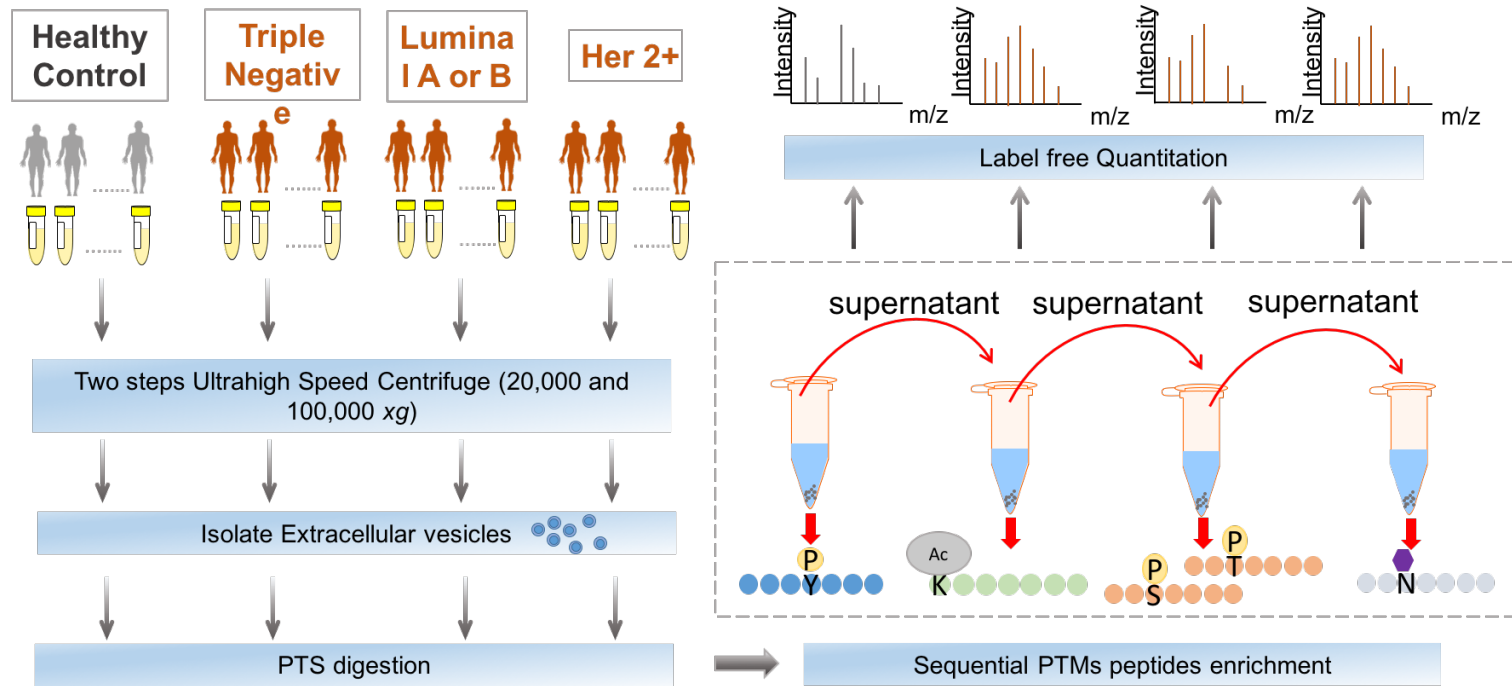 Healthy
Control
Triple
Negativ
e
Lumina
l A or B
Her 2+
Two steps Ultrahigh Speed Centrifuge (20,000 and
100,000 xg)
Isolate Extracellular vesicles
PTS digestion
Sequential PTMs peptides enrichment
supernatant
supernatant
supernatant
P
Y
Ac
K
P
S
P
T
N
Label free Quantitation
Intensity
m/z
Intensity
m/z
Intensity
m/z
Intensity
m/z